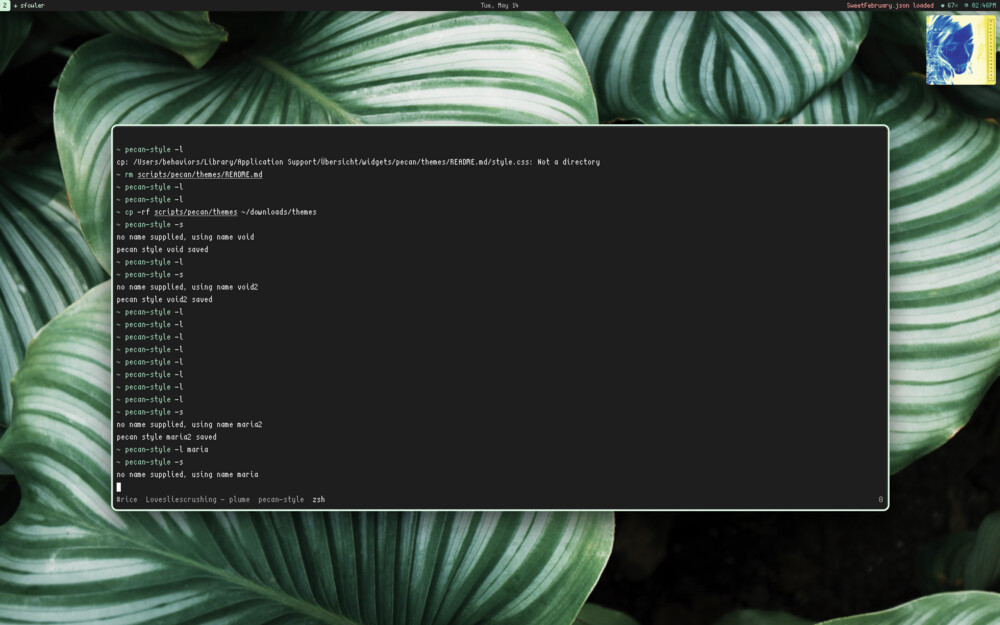 2 + sfowler Tue, May 14 SweetFebruary.json loaded 67% 02:46PM
~ pecan-style -l
cp: /Users/behaviors/Library/Application Support/Übersicht/widgets/pecan/themes/README.md/style.css: Not a directory
~ rm scripts/pecan/themes/README.md
~ pecan-style -l
~ pecan-style -l
~ cp -rf scripts/pecan/themes ~/downloads/themes
~ pecan-style -s
no name supplied, using name void
pecan style void saved
~ pecan-style -l
~ pecan-style -s
no name supplied, using name void2
pecan style void2 saved
~ pecan-style -l
~ pecan-style -l
~ pecan-style -l
~ pecan-style -l
~ pecan-style -l
~ pecan-style -l
~ pecan-style -l
~ pecan-style -l
~ pecan-style -s
no name supplied, using name maria2
pecan style maria2 saved
~ pecan-style -l maria
~ pecan-style -s
no name supplied, using name maria
#rice Lovesliescrushing - plume pecan-style zsh 0